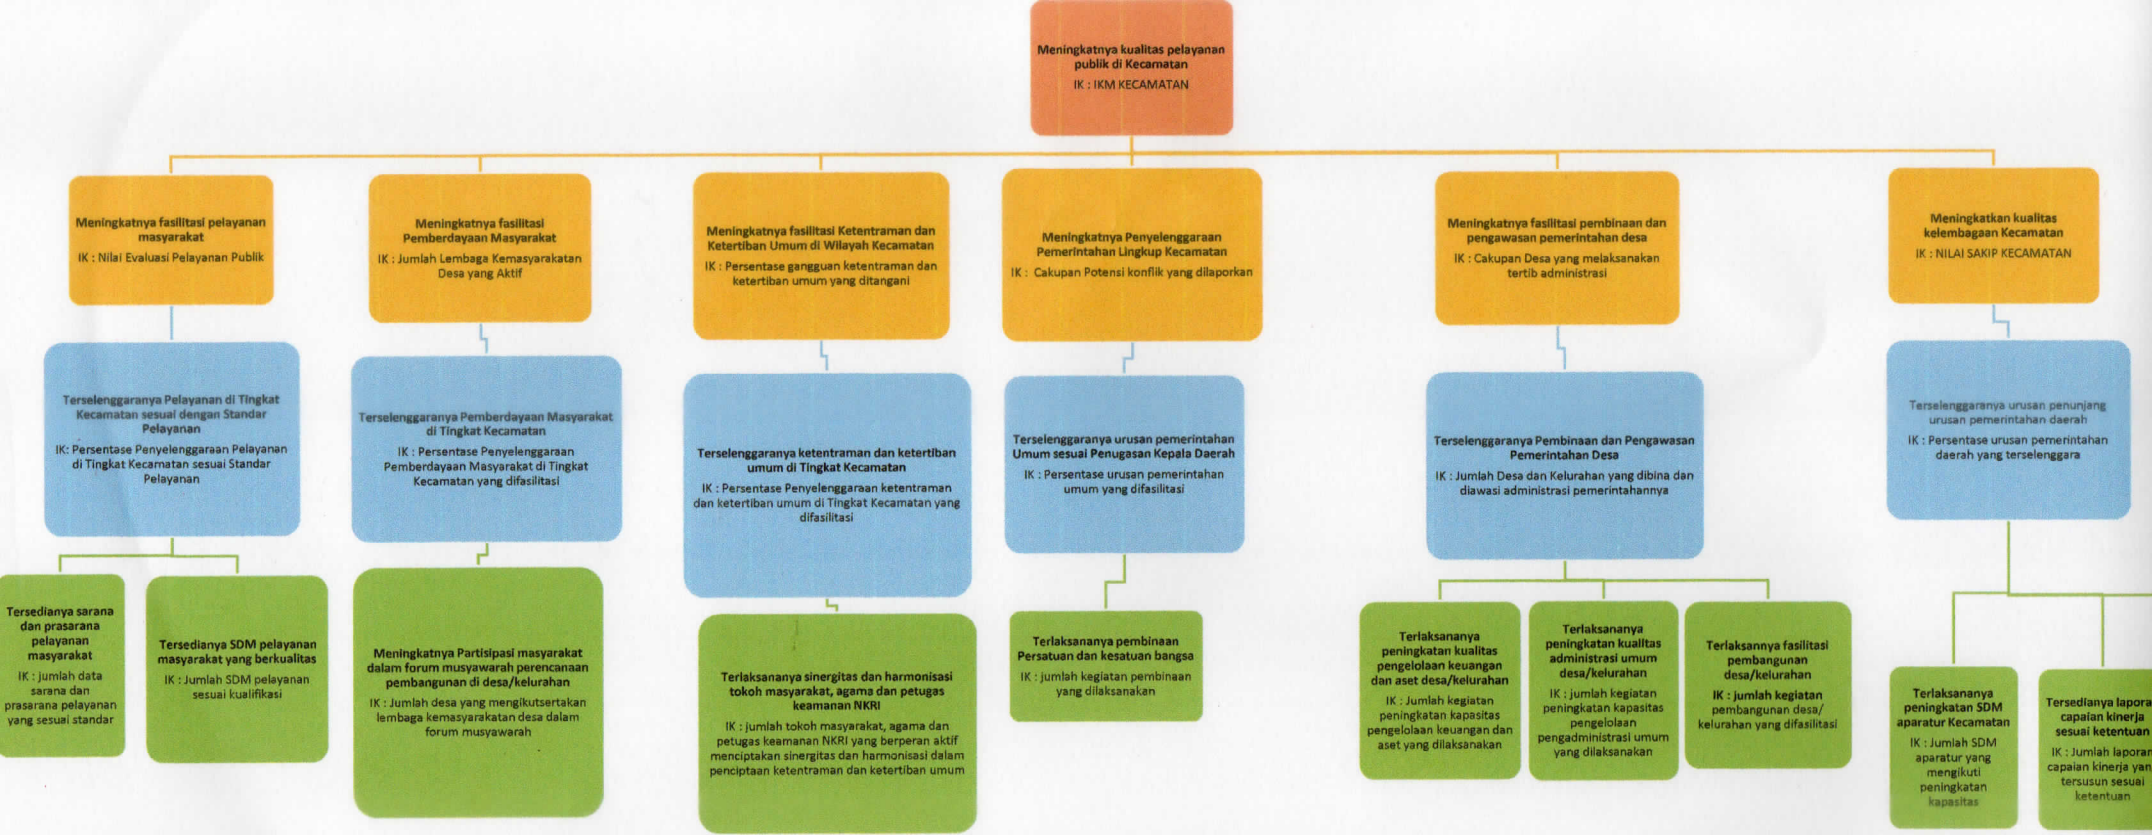 Meningkatnya kualitas pelayanan
publik di Kecamatan
IK : IKM KECAMATAN
Meningkatnya fasilitasi pelayanan
masyarakat
IK : Nilai Evaluasi Pelayanan Publik
Meningkatnya fasilitasi
Pemberdayaan Masyarakat
IK : Jumlah Lembaga Kemasyarakatan
Desa yang Aktif
Meningkatnya fasilitasi Ketentraman dan
Ketertiban Umum di Wilayah Kecamatan
IK : Persentase gangguan ketentraman dan
ketertiban umum yang ditangani
Meningkatnya Penyelenggaraan
Pemerintahan Lingkup Kecamatan
IK : Cakupan Potensi konflik yang dilaporkan
Meningkatnya fasilitasi pembinaan dan
pengawasan pemerintahan desa
IK : Cakupan Desa yang melaksanakan
tertib administrasi
Meningkatkan kualitas
kelembagaan Kecamatan
IK : NILAI SAKIP KECAMATAN
Terselenggaranya Pelayanan di Tingkat
Kecamatan sesuai dengan Standar
Pelayanan
IK: Persentase Penyelenggaraan Pelayanan
di Tingkat Kecamatan sesuai Standar
Pelayanan
Terselenggaranya Pemberdayaan Masyarakat
di Tingkat Kecamatan
IK : Persentase Penyelenggaraan
Pemberdayaan Masyarakat di Tingkat
Kecamatan yang difasilitasi
Terselenggaranya ketentraman dan ketertiban
umum di Tingkat Kecamatan
IK : Persentase Penyelenggaraan ketentraman
dan ketertiban umum di Tingkat Kecamatan yang
difasilitasi
Terselenggaranya urusan pemerintahan
Umum sesuai Penugasan Kepala Daerah
IK : Persentase urusan pemerintahan
umum yang difasilitasi
Terselenggaranya Pembinaan dan Pengawasan
Pemerintahan Desa
IK : Jumlah Desa dan Kelurahan yang dibina dan
diawasi administrasi pemerintahannya
Terselenggaranya urusan penunjang
urusan pemerintahan daerah
IK : Persentase urusan pemerintahan
daerah yang terselenggara
Tersedianya sarana
dan prasarana
pelayanan
masyarakat
IK : jumlah data
sarana dan
prasarana pelayanan
yang sesuai standar
Tersedianya SDM pelayanan
masyarakat yang berkualitas
IK : Jumlah SDM pelayanan
sesuai kualifikasi
Meningkatnya Partisipasi masyarakat
dalam forum musyawarah perencanaan
pembangunan di desa/kelurahan
IK : Jumlah desa yang mengikutsertakan
lembaga kemasyarakatan desa dalam
forum musyawarah
Terlaksananya sinergitas dan harmonisasi
tokoh masyarakat, agama dan petugas
keamanan NKRI
IK : jumlah tokoh masyarakat, agama dan
petugas keamanan NKRI yang berperan aktif
menciptakan sinergitas dan harmonisasi dalam
penciptaan ketentraman dan ketertiban umum
Terlaksananya pembinaan
Persatuan dan kesatuan bangsa
IK : jumlah kegiatan pembinaan
yang dilaksanakan
Terlaksananya
peningkatan kualitas
pengelolaan keuangan
dan aset desa/kelurahan
IK : Jumlah kegiatan
peningkatan kapasitas
pengelolaan keuangan dan
aset yang dilaksanakan
Terlaksananya
peningkatan kualitas
administrasi umum
desa/kelurahan
IK : jumlah kegiatan
peningkatan kapasitas
pengelolaan
pengadministrasi umum
yang dilaksanakan
Terlaksannya fasilitasi
pembangunan
desa/kelurahan
IK : jumlah kegiatan
pembangunan desa/
kelurahan yang difasilitasi
Terlaksananya
peningkatan SDM
aparatur Kecamatan
IK : Jumlah SDM
aparatur yang
mengikuti
peningkatan
kapasitas
Tersedianya lapora
capaian kinerja
sesuai ketentuan
IK : Jumlah laporan
capaian kinerja yan
tersusun sesuai
ketentuan